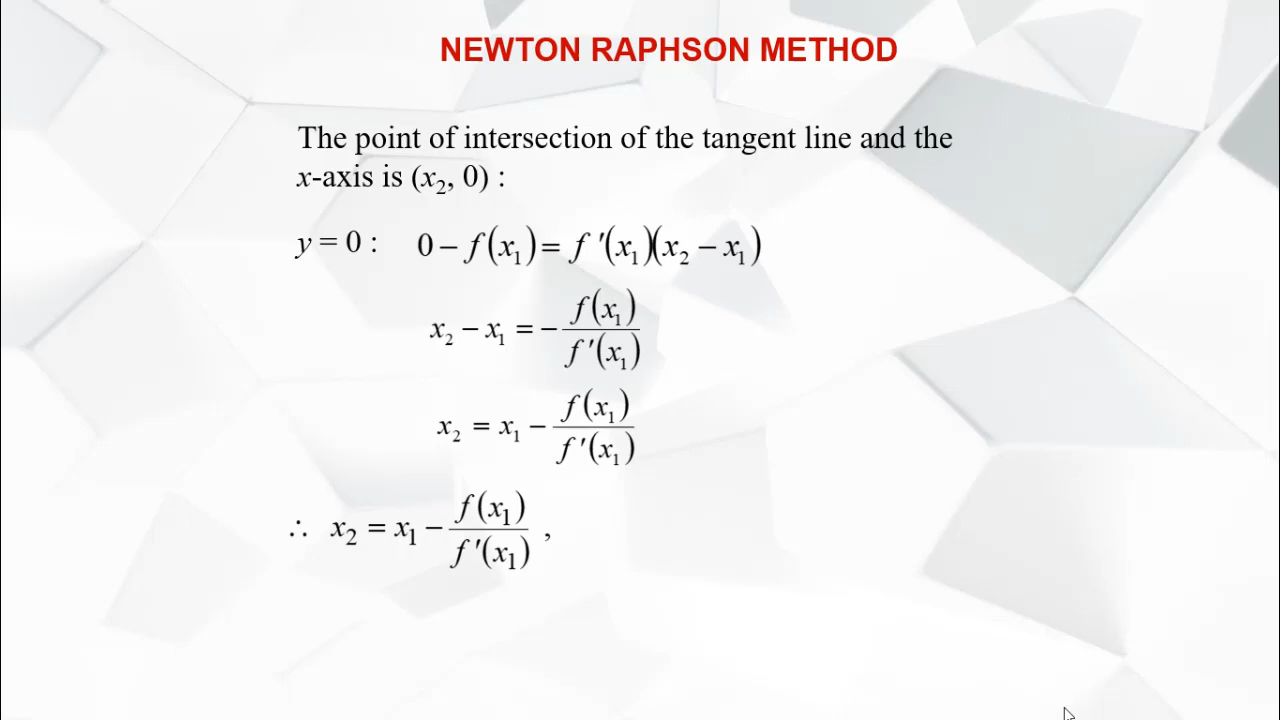 NEWTON RAPHSON METHOD
The point of intersection of the tangent line and the
x-axis is (x₂, 0) :
y = 0 : 0 − f(x₁) = f '(x₁)(x₂ − x₁)
x₂ − x₁ = − f(x₁) / f '(x₁)
x₂ = x₁ − f(x₁) / f '(x₁)
∴ x₂ = x₁ − f(x₁) / f '(x₁) ,